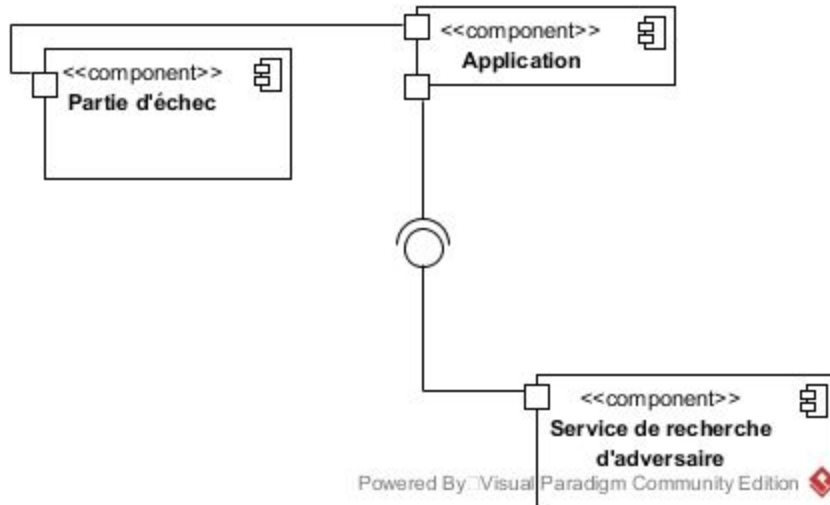 <<component>>
Application
<<component>>
Partie d'échec
<<component>>
Service de recherche
d'adversaire
Powered By Visual Paradigm Community Edition